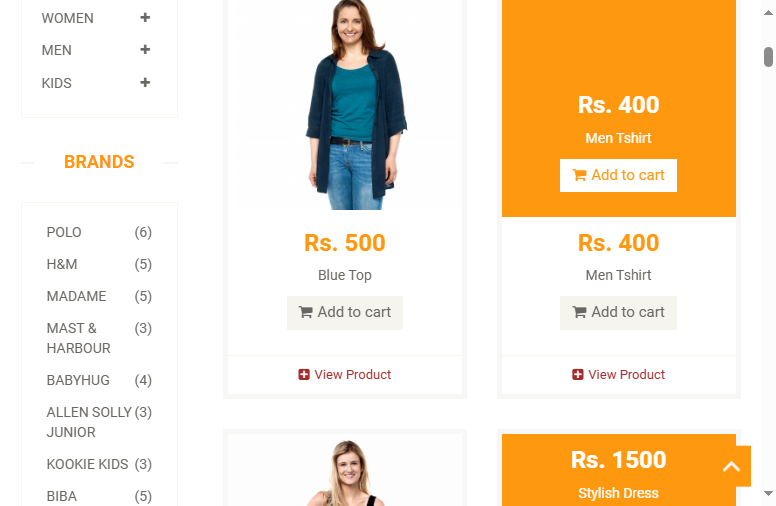 WOMEN
MEN
KIDS
BRANDS
POLO (6)
H&M (5)
MADAME (5)
MAST & (3)
HARBOUR
BABYHUG (4)
ALLEN SOLLY (3)
JUNIOR
KOOKIE KIDS (3)
BIBA (5)
Rs. 500
Blue Top
Add to cart
View Product
Rs. 400
Men Tshirt
Add to cart
Rs. 400
Men Tshirt
Add to cart
View Product
Rs. 1500
Stylish Dress